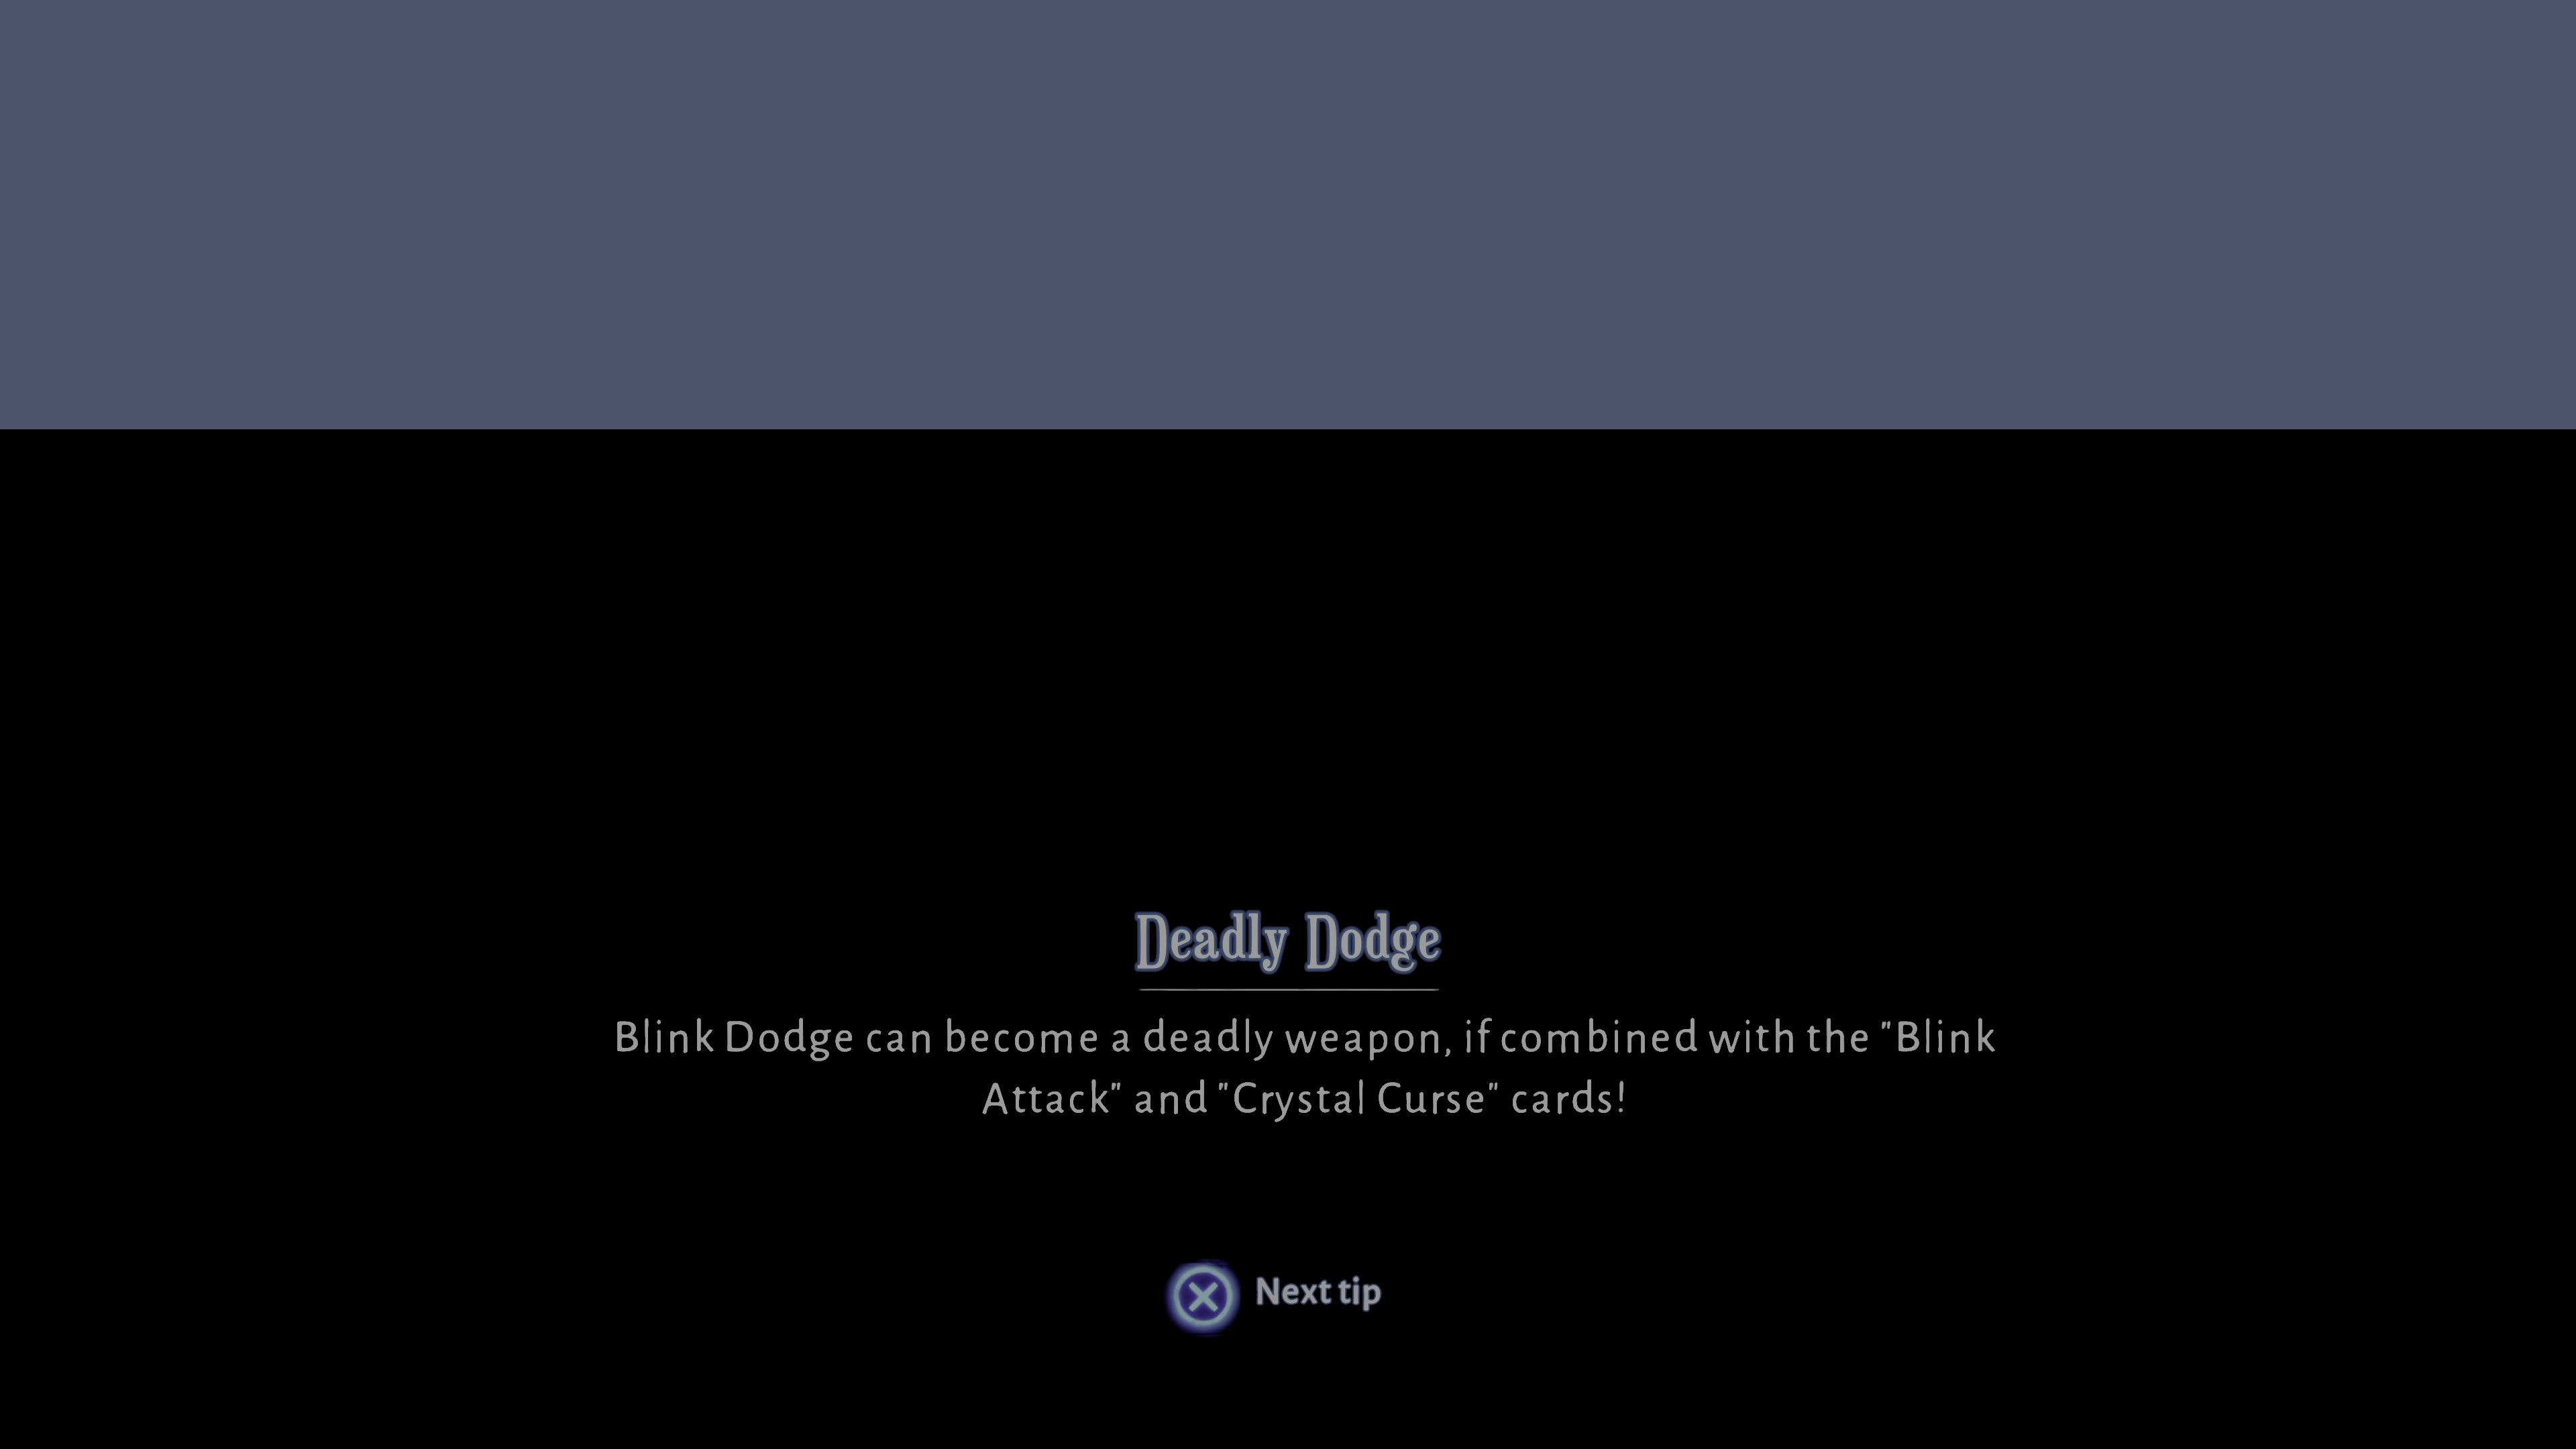 Deadly Dodge
Blink Dodge can become a deadly weapon, if combined with the "Blink
Attack" and "Crystal Curse" cards!
Next tip